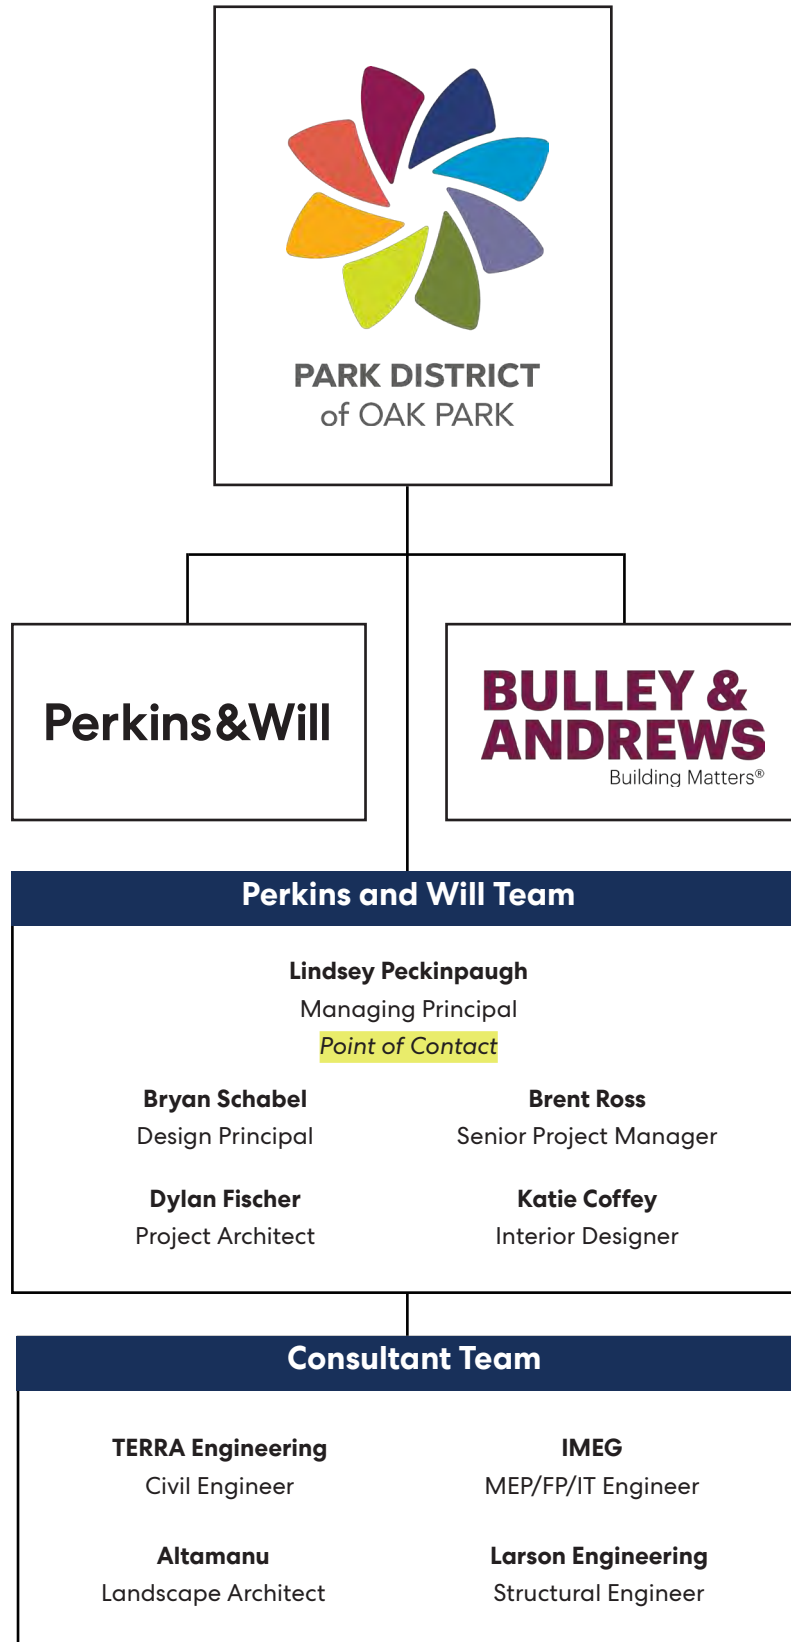 PARK DISTRICT
of OAK PARK
Perkins&Will
BULLEY &
ANDREWS
Building Matters®
Perkins and Will Team
Lindsey Peckinpaugh
Managing Principal
Point of Contact
Bryan Schabel
Design Principal
Brent Ross
Senior Project Manager
Dylan Fischer
Project Architect
Katie Coffey
Interior Designer
Consultant Team
TERRA Engineering
Civil Engineer
IMEG
MEP/FP/IT Engineer
Altamanu
Landscape Architect
Larson Engineering
Structural Engineer